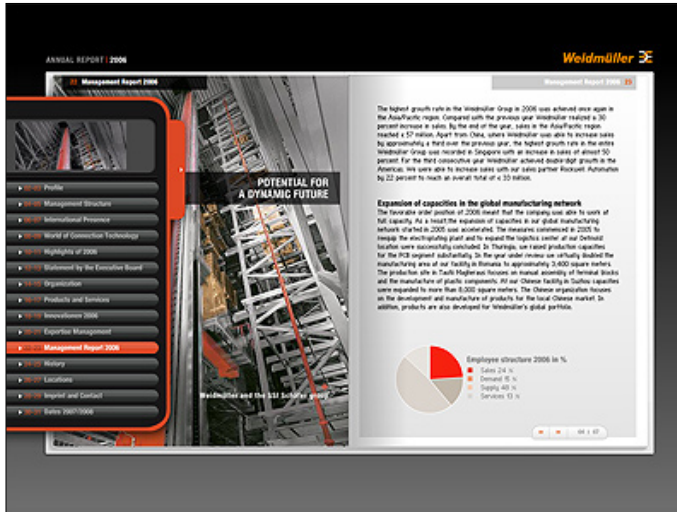 ANNUAL REPORT | 2006
Weidmüller
22 Management Report 2006
Management Report 2006 23
Profile
Management Structure
International Presence
World of Connection Technology
Highlights of 2006
Statement by the Executive Board
Organization
Products and Services
Innovationen 2006
Expertise Management
Management Report 2006
History
Locations
Imprint and Contact
Dates 2007/2008
POTENTIAL FOR
A DYNAMIC FUTURE
Weidmüller and the SSI Schäfer group
The highest growth rate in the Weidmüller Group in 2006 was achieved once again in
the Asia/Pacific region. Compared with the previous year Weidmüller realized a 30
percent increase in sales. By the end of the year, sales in the Asia/Pacific region
reached € 57 million. Apart from China, where Weidmüller was able to increase sales
by approximately a third over the previous year, the highest growth rate in the entire
Weidmüller Group was recorded in Singapore with an increase in sales of almost 50
percent. For the third consecutive year Weidmüller achieved double-digit growth in the
Americas. We were able to increase sales with our sales partner Rockwell Automation
by 22 percent to reach an overall total of € 33 million.
Expansion of capacities in the global manufacturing network
The favorable order position of 2006 meant that the company was able to work at
full capacity. As a result the expansion of capacities in our global manufacturing
network started in 2005 was accelerated. The measures commenced in 2005 to
reequip the electroplating plant and to expand the logistics center at our Detmold
location were successfully concluded. In Thuringia, we raised production capacities
for the PCB segment substantially. In the year under review we virtually doubled the
manufacturing area of our facility in Romania to approximately 3,400 square meters.
The production site in Tautii Magheraus focuses on manual assembly of terminal blocks
and the manufacture of plastic components. At our Chinese facility in Suzhou capacities
were expanded to more than 8,000 square meters. The Chinese organization focuses
on the development and manufacture of products for the local Chinese market. In
addition, products are also developed for Weidmüller's global portfolio.
Employee structure 2006 in %
Sales 24 %
Demand 15 %
Supply 48 %
Services 13 %